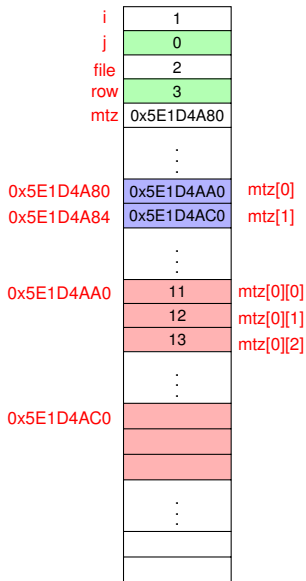 i 1
j 0
file 2
row 3
mtz 0x5E1D4A80
0x5E1D4A80 0x5E1D4AA0 mtz[0]
0x5E1D4A84 0x5E1D4AC0 mtz[1]
0x5E1D4AA0 11 mtz[0][0]
12 mtz[0][1]
13 mtz[0][2]
0x5E1D4AC0